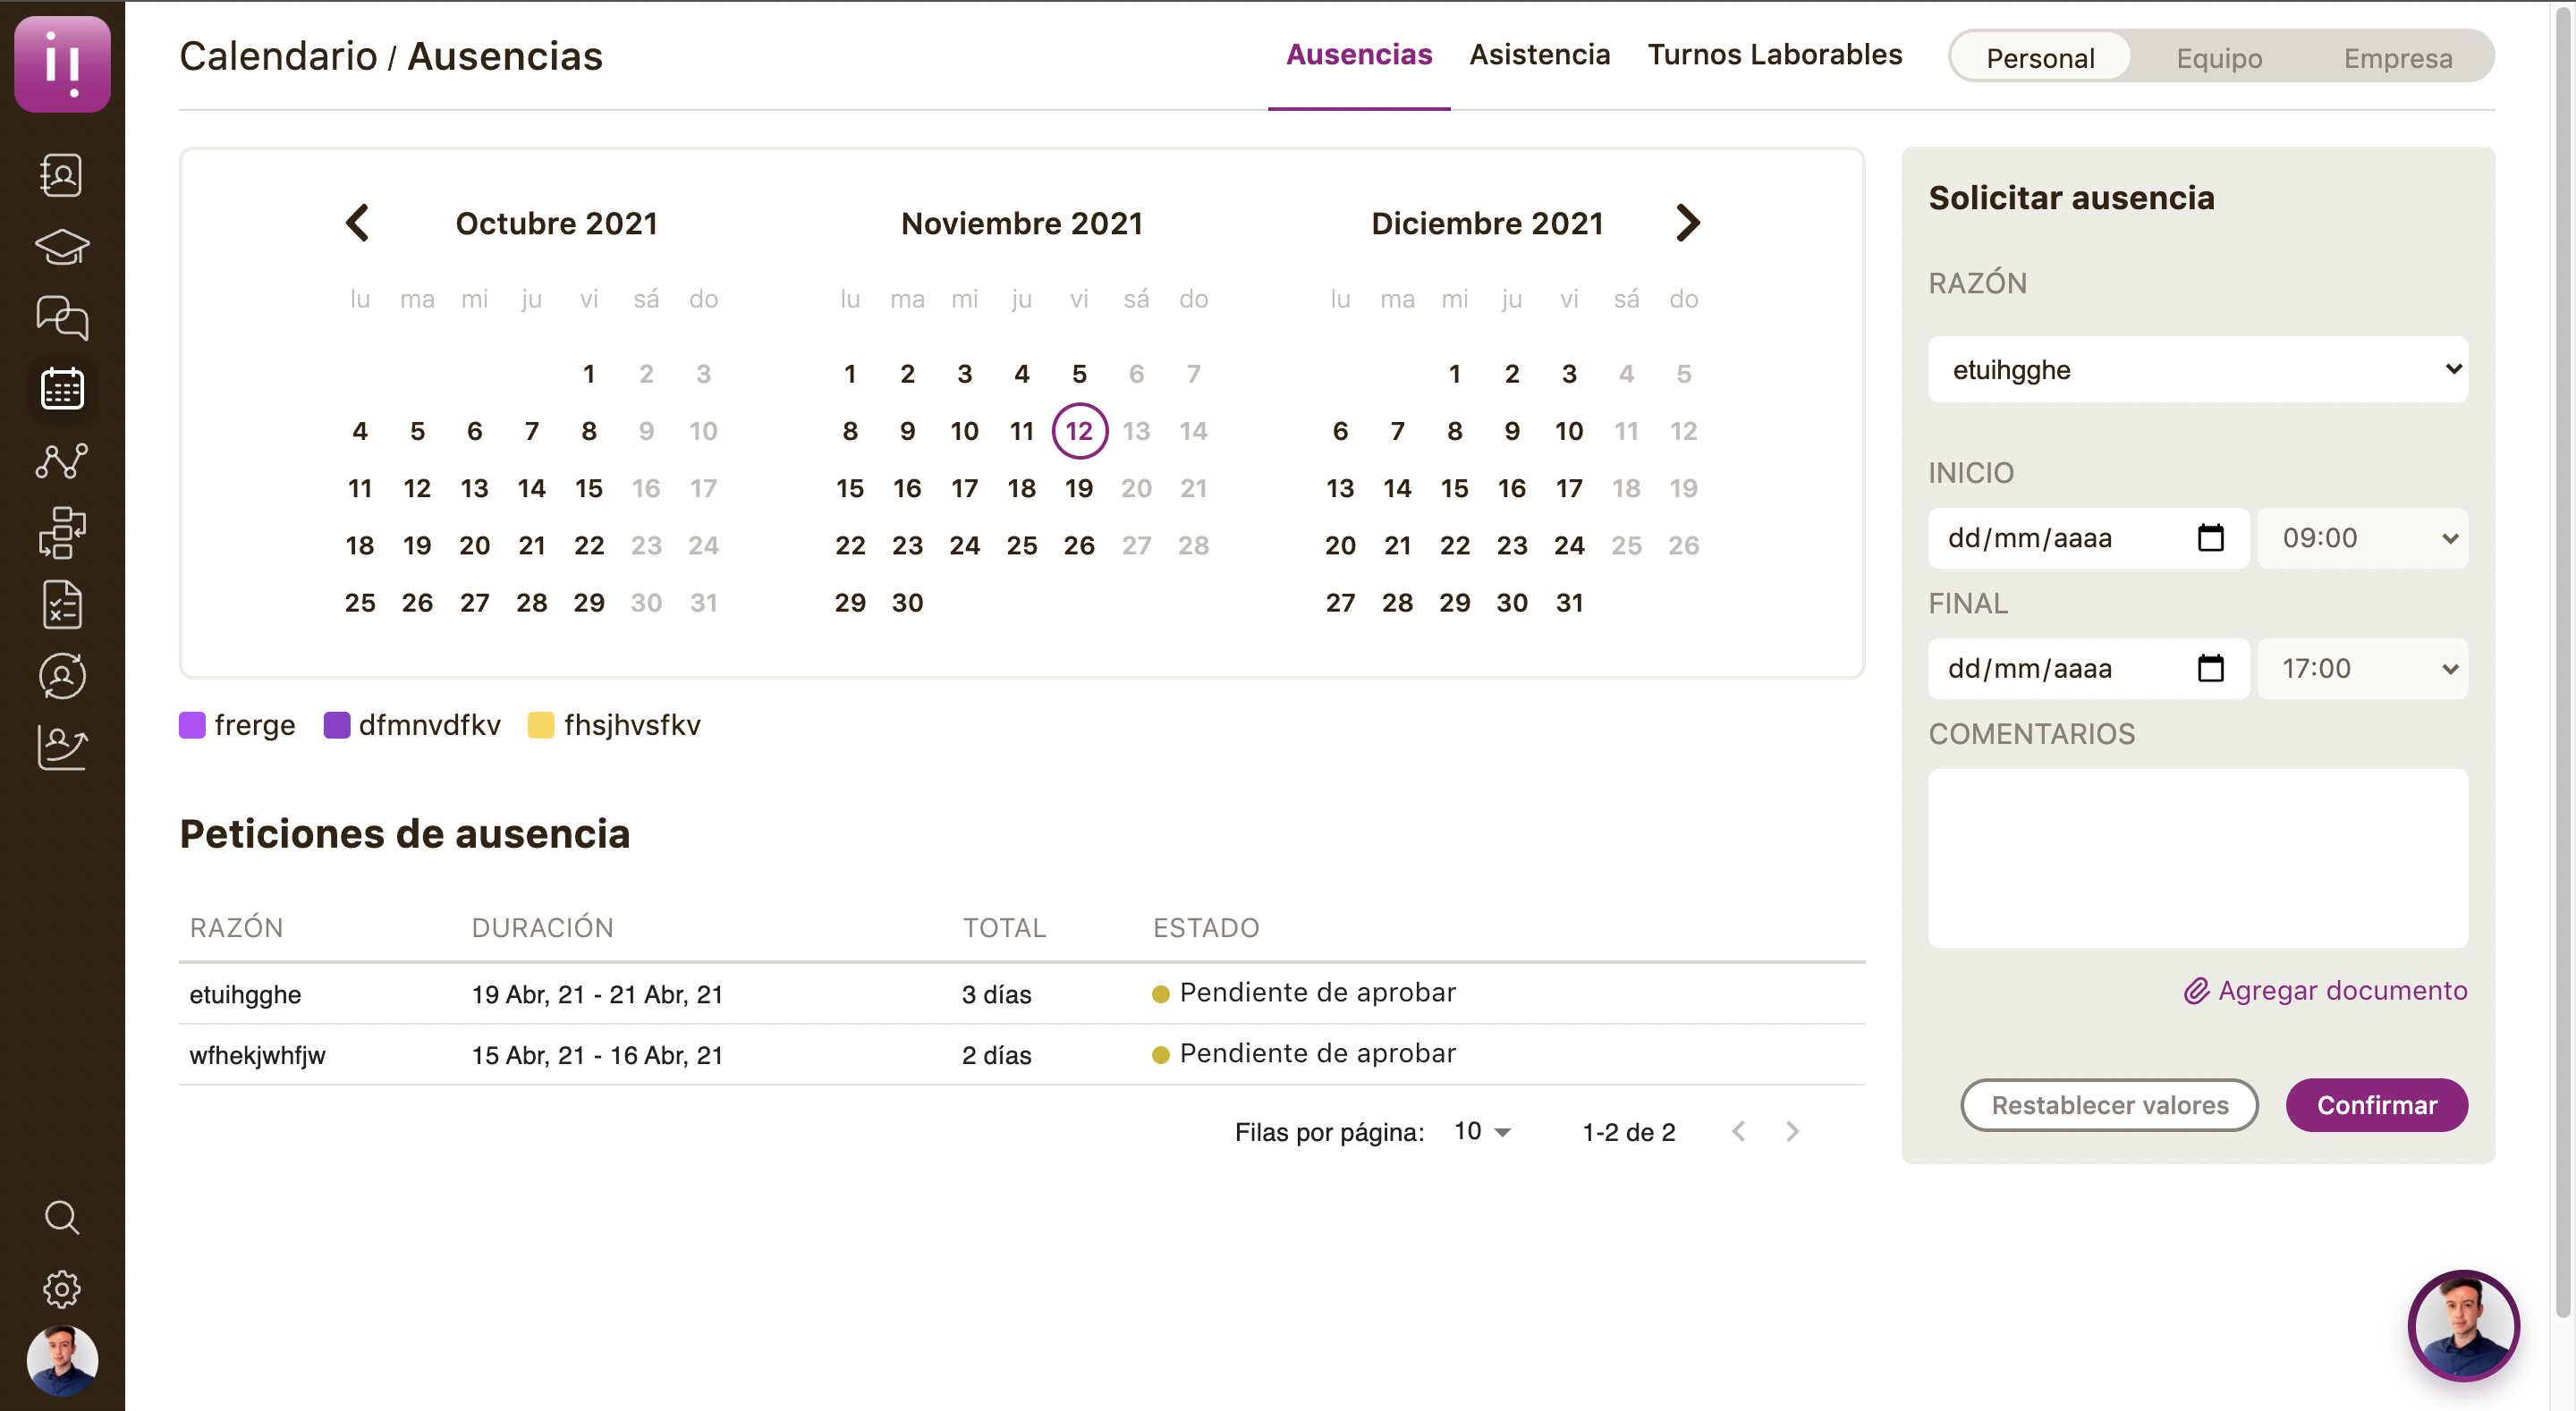 Calendario / Ausencias
Ausencias Asistencia Turnos Laborables
Personal Equipo Empresa
Octubre 2021 Noviembre 2021 Diciembre 2021
lu ma mi ju vi sá do lu ma mi ju vi sá do lu ma mi ju vi sá do
1 2 3 1 2 3 4 5 6 7 1 2 3 4 5
4 5 6 7 8 9 10 8 9 10 11 12 13 14 6 7 8 9 10 11 12
11 12 13 14 15 16 17 15 16 17 18 19 20 21 13 14 15 16 17 18 19
18 19 20 21 22 23 24 22 23 24 25 26 27 28 20 21 22 23 24 25 26
25 26 27 28 29 30 31 29 30 27 28 29 30 31
frerge dfmnvdfkv fhsjhvsfkv
Peticiones de ausencia
RAZÓN DURACIÓN TOTAL ESTADO
etuihgghe 19 Abr, 21 - 21 Abr, 21 3 días Pendiente de aprobar
wfhekjwhfjw 15 Abr, 21 - 16 Abr, 21 2 días Pendiente de aprobar
Filas por página: 10 1-2 de 2
Solicitar ausencia
RAZÓN
etuihgghe
INICIO
dd/mm/aaaa 09:00
FINAL
dd/mm/aaaa 17:00
COMENTARIOS
Agregar documento
Restablecer valores Confirmar